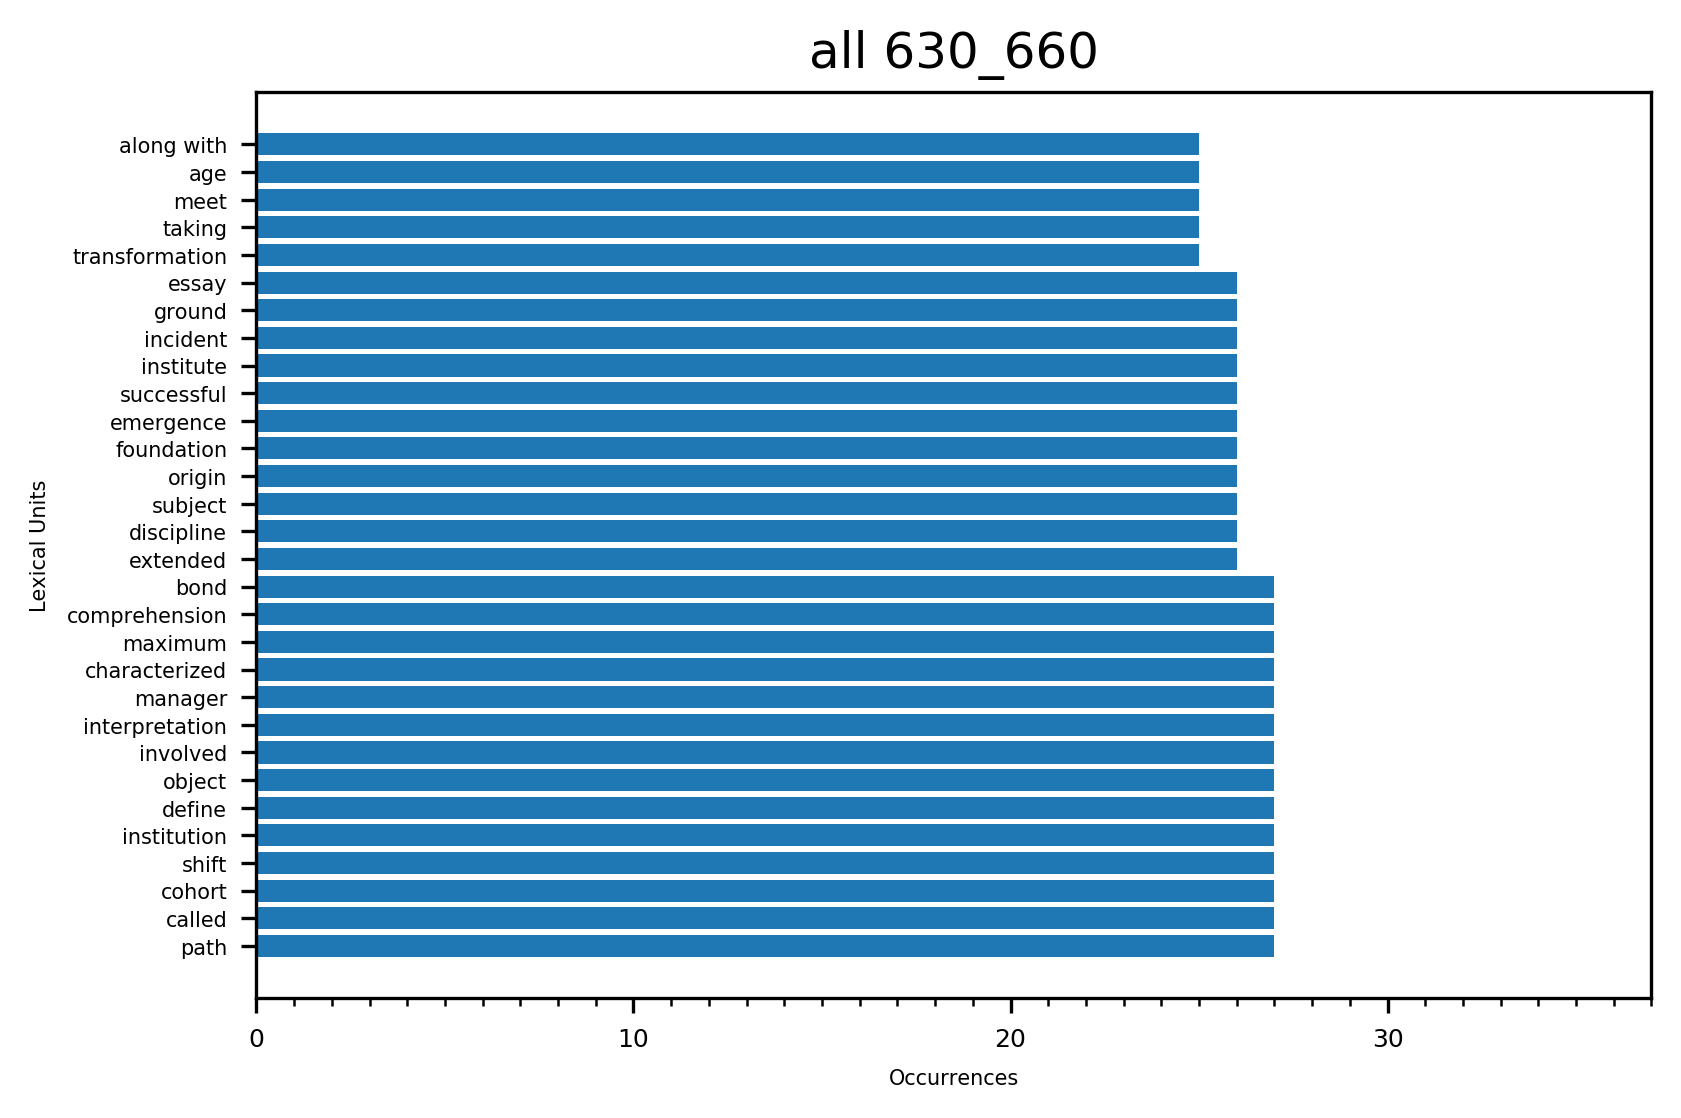 all 630_660
along with
age
meet
taking
transformation
essay
ground
incident
institute
successful
emergence
foundation
origin
subject
discipline
extended
bond
comprehension
maximum
characterized
manager
interpretation
involved
object
define
institution
shift
cohort
called
path
Lexical Units
0 10 20 30
Occurrences